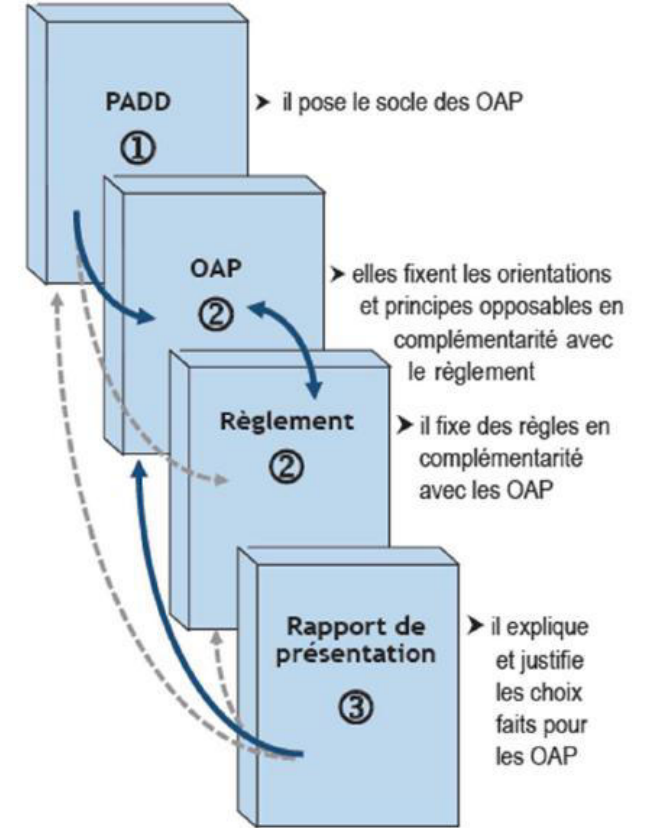 PADD
①
➤ il pose le socle des OAP
OAP
②
➤ elles fixent les orientations
et principes opposables en
complémentarité avec
le règlement
Règlement
②
➤ il fixe des règles en
complémentarité
avec les OAP
Rapport de
présentation
③
➤ il explique
et justifie
les choix
faits pour
les OAP